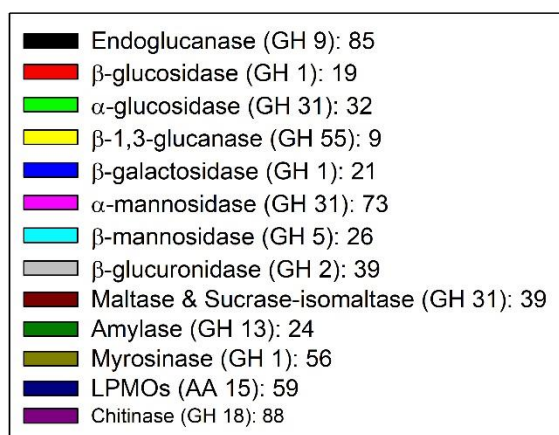 Endoglucanase (GH 9): 85
β-glucosidase (GH 1): 19
α-glucosidase (GH 31): 32
β-1,3-glucanase (GH 55): 9
β-galactosidase (GH 1): 21
α-mannosidase (GH 31): 73
β-mannosidase (GH 5): 26
β-glucuronidase (GH 2): 39
Maltase & Sucrase-isomaltase (GH 31): 39
Amylase (GH 13): 24
Myrosinase (GH 1): 56
LPMOs (AA 15): 59
Chitinase (GH 18): 88